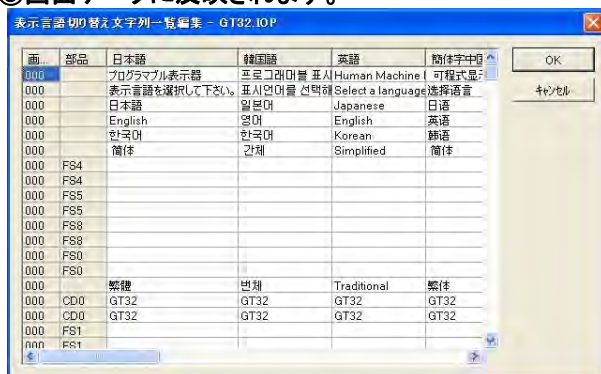 画面データに反映されます。
表示言語切り替え文字列一覧編集 - GT32.IOP
画... 部品 日本語 韓国語 英語 簡体字中国
000 プログラマブル表示器 프로그래머블 표시 Human Machine 可程式显
000 表示言語を選択して下さい。 표시언어를 선택해 Select a language 选择语言
000 日本語 일본어 Japanese 日语
000 English 영어 English 英语
000 한국어 한국어 Korean 韩语
000 简体 간체 Simplified 简体
000 FS4
000 FS4
000 FS5
000 FS5
000 FS8
000 FS8
000 FS0
000 FS0
000 繁體 번체 Traditional 繁体
000 CD0 GT32 GT32 GT32 GT32
000 CD0 GT32 GT32 GT32 GT32
000 FS1
000 FS1
OK
キャンセル